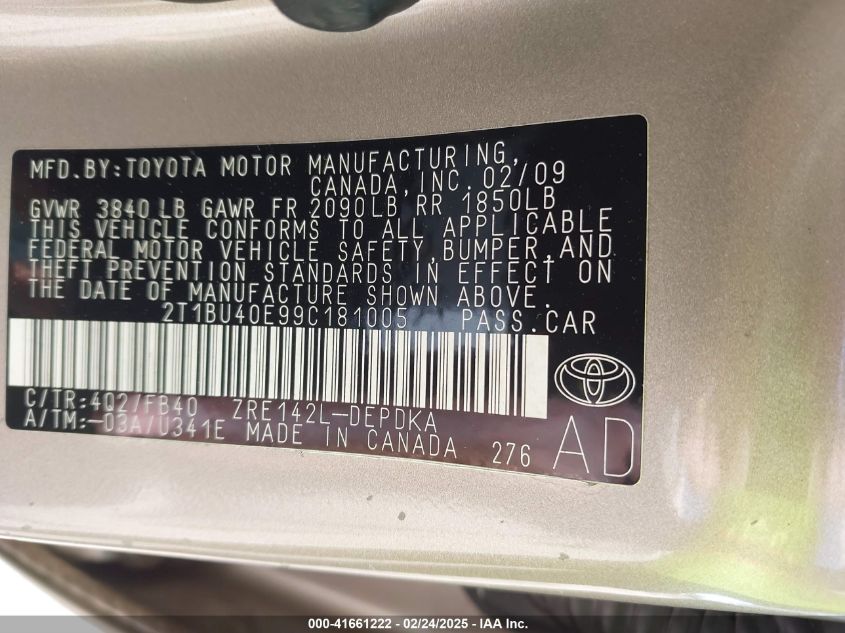 MFD.BY:TOYOTA MOTOR MANUFACTURING,
CANADA,INC.02/09
GVWR 3840LB GAWR FR 2090LB RR 1850LB
THIS VEHICLE CONFORMS TO ALL APPLICABLE
FEDERAL MOTOR VEHICLE SAFETY,BUMPER,AND
THEFT PREVENTION STANDARDS IN EFFECT ON
THE DATE OF MANUFACTURE SHOWN ABOVE.
2T1BU40E99C181005 PASS.CAR
C/TR:4Q2/FB40 ZRE142L-DEPDKA
A/TM:-03A/U341E MADE IN CANADA 276
AD
000-41661222 - 02/24/2025 - IAA Inc.